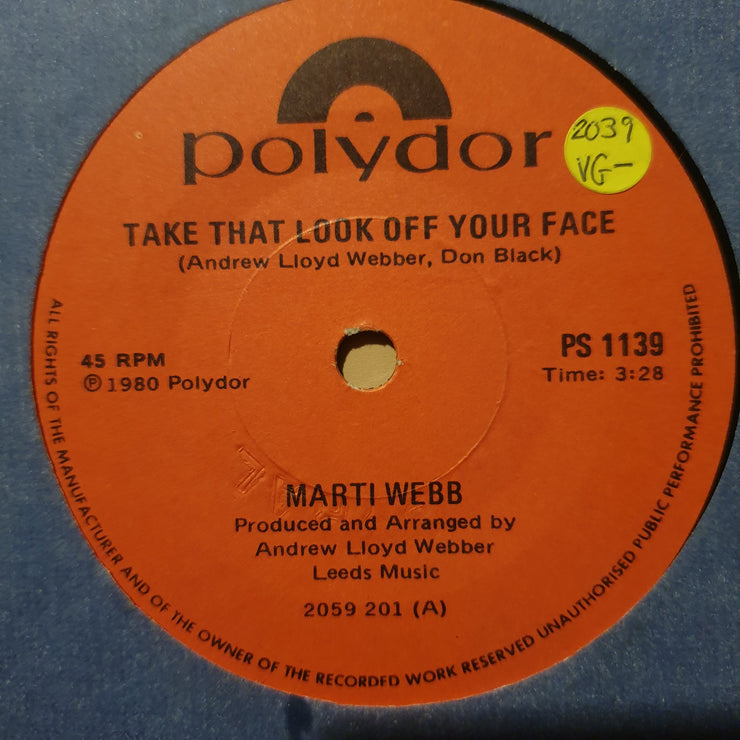 polydor
2039
VG-
TAKE THAT LOOK OFF YOUR FACE
(Andrew Lloyd Webber, Don Black)
45 RPM
℗ 1980 Polydor
PS 1139
Time: 3:28
MARTI WEBB
Produced and Arranged by
Andrew Lloyd Webber
Leeds Music
2059 201 (A)
ALL RIGHTS OF THE MANUFACTURER AND OF THE OWNER OF THE RECORDED WORK RESERVED UNAUTHORISED PUBLIC PERFORMANCE PROHIBITED